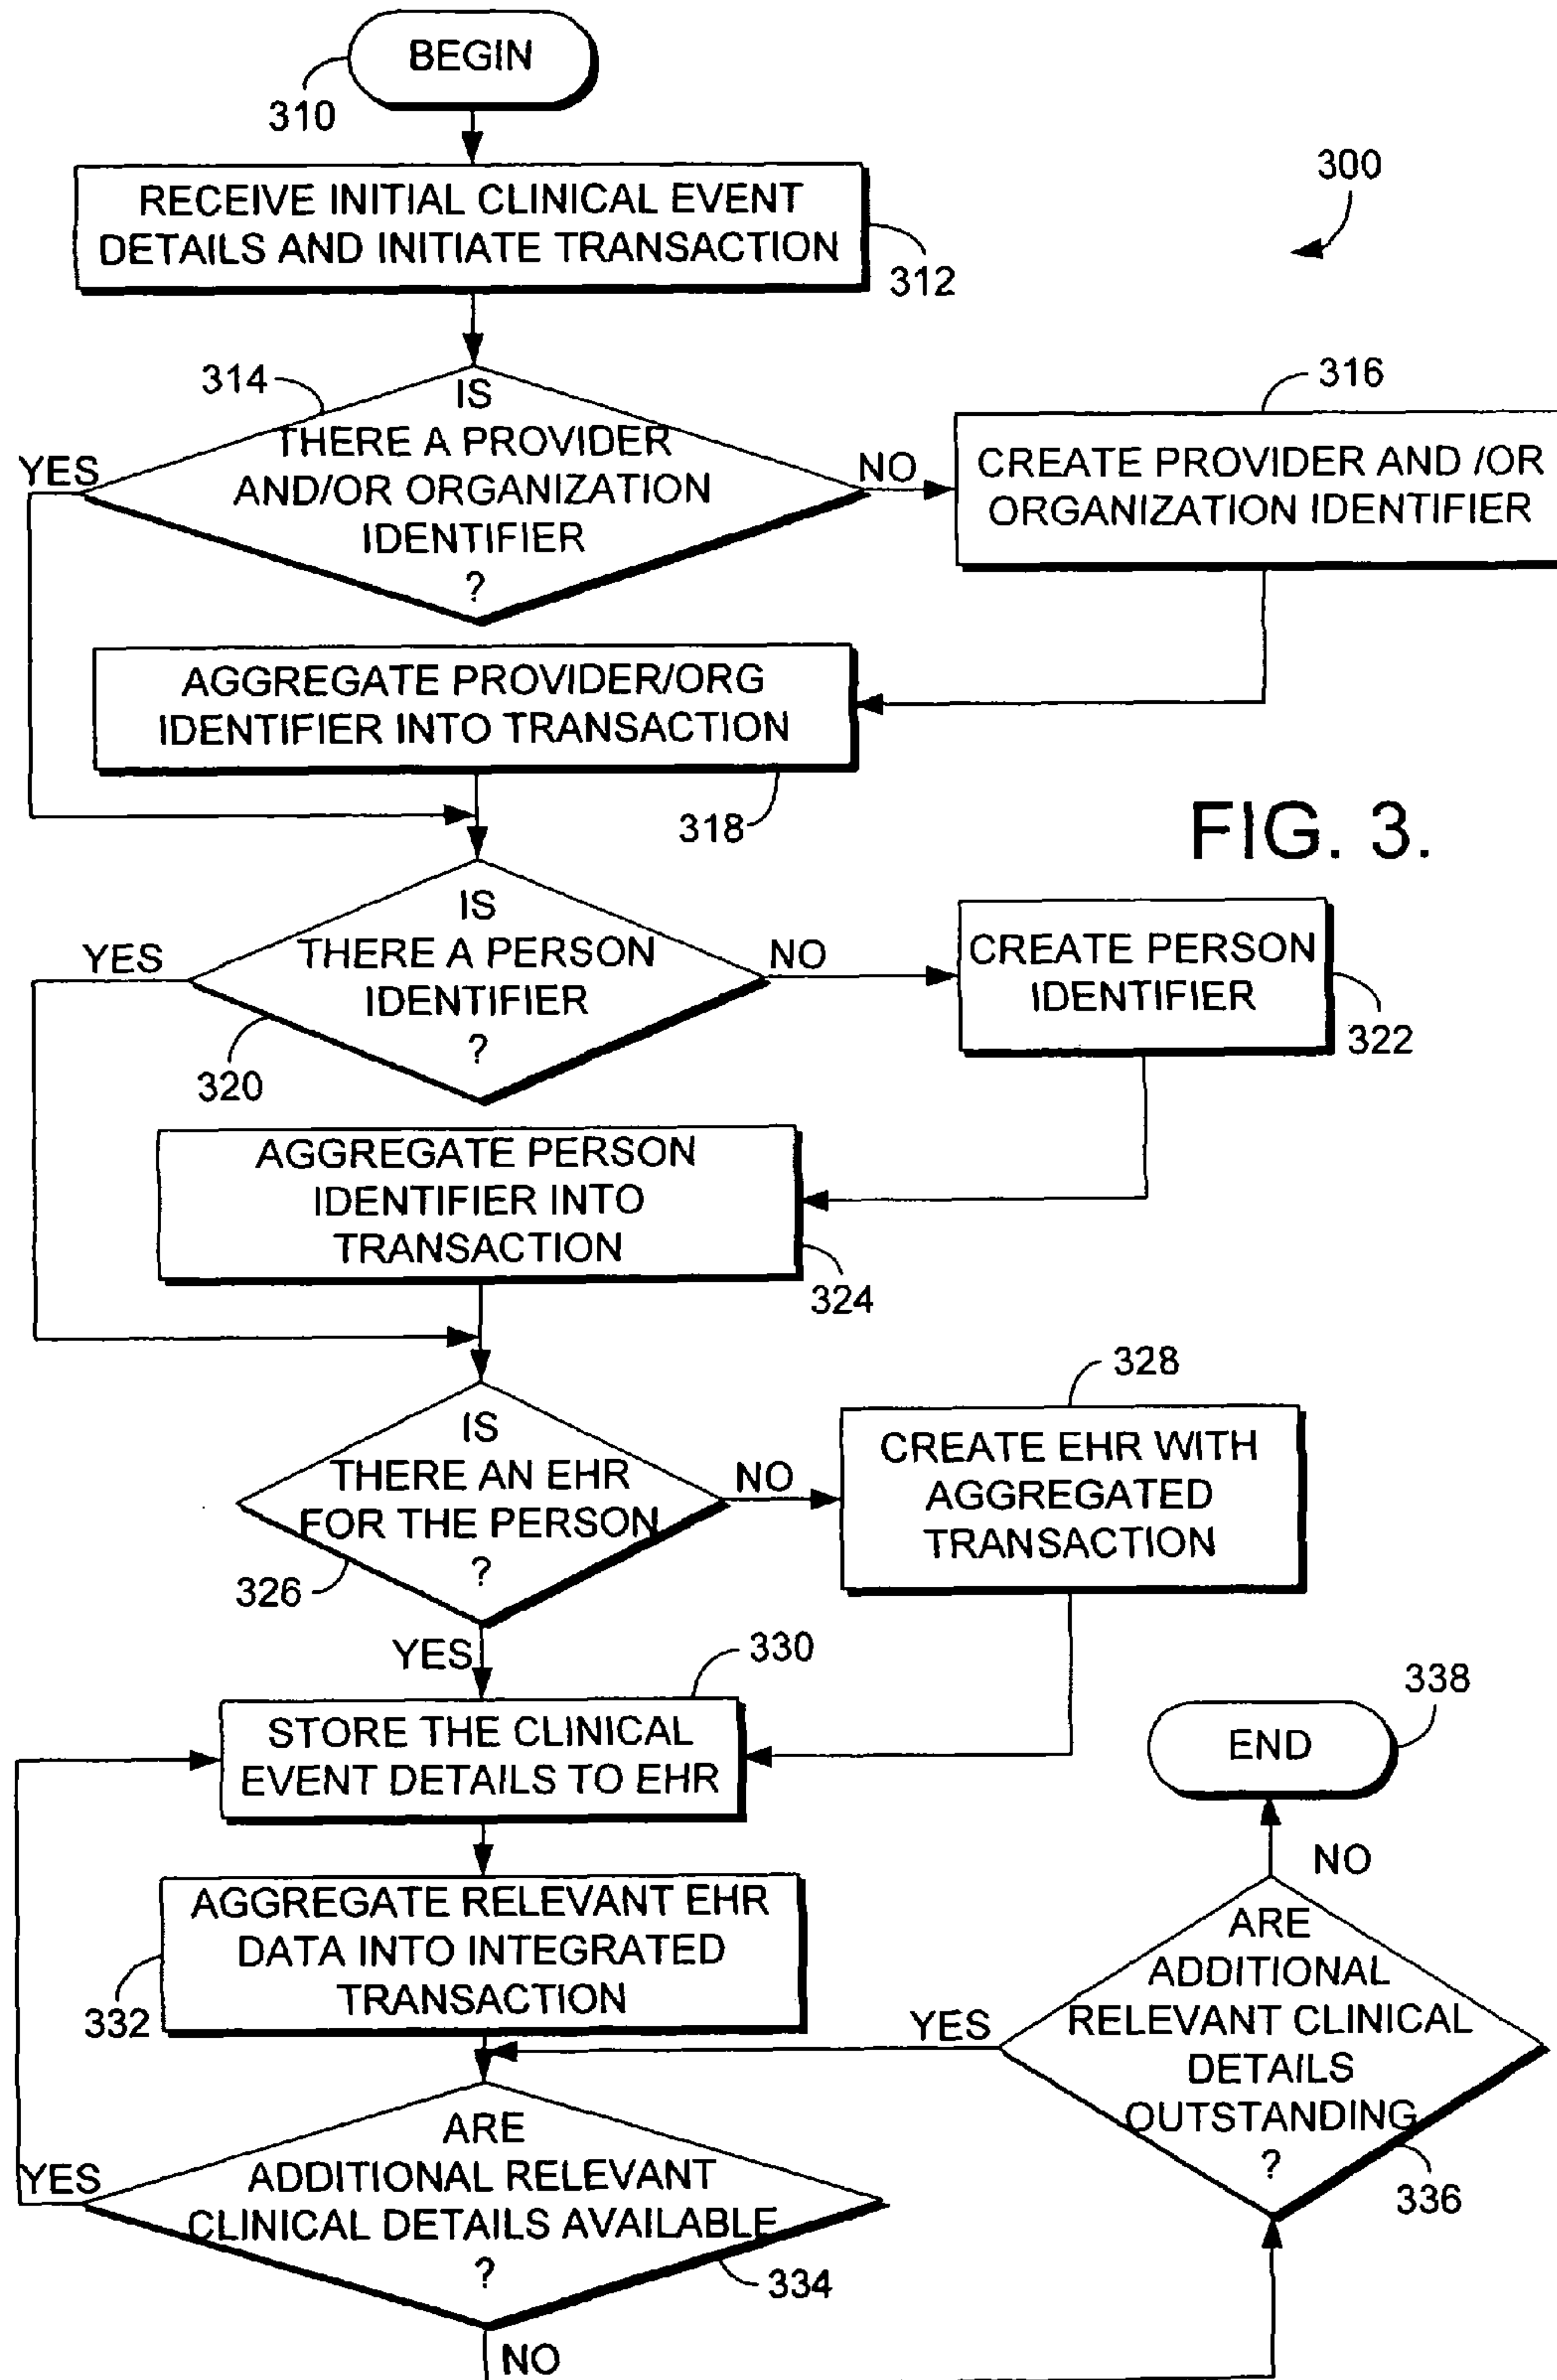 BEGIN
310
RECEIVE INITIAL CLINICAL EVENT
DETAILS AND INITIATE TRANSACTION
312
300
314
IS
THERE A PROVIDER
AND/OR ORGANIZATION
IDENTIFIER
?
YES
NO
316
CREATE PROVIDER AND /OR
ORGANIZATION IDENTIFIER
AGGREGATE PROVIDER/ORG
IDENTIFIER INTO TRANSACTION
318
FIG. 3.
IS
THERE A PERSON
IDENTIFIER
?
YES
NO
320
CREATE PERSON
IDENTIFIER
322
AGGREGATE PERSON
IDENTIFIER INTO
TRANSACTION
324
IS
THERE AN EHR
FOR THE PERSON
?
326
NO
328
CREATE EHR WITH
AGGREGATED
TRANSACTION
YES
330
STORE THE CLINICAL
EVENT DETAILS TO EHR
338
END
NO
AGGREGATE RELEVANT EHR
DATA INTO INTEGRATED
TRANSACTION
332
ARE
ADDITIONAL
RELEVANT CLINICAL
DETAILS
OUTSTANDING
?
YES
336
ARE
ADDITIONAL RELEVANT
CLINICAL DETAILS AVAILABLE
?
YES
334
NO